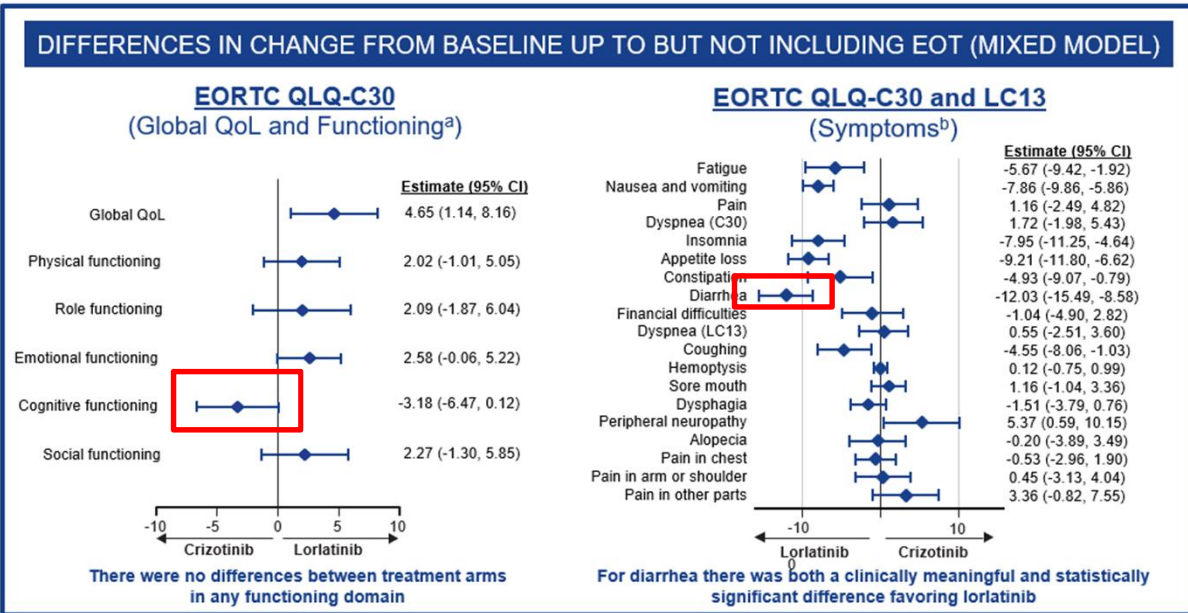 DIFFERENCES IN CHANGE FROM BASELINE UP TO BUT NOT INCLUDING EOT (MIXED MODEL)
EORTC QLQ-C30
(Global QoL and Functioningᵃ)
Estimate (95% CI)
Global QoL 4.65 (1.14, 8.16)
Physical functioning 2.02 (-1.01, 5.05)
Role functioning 2.09 (-1.87, 6.04)
Emotional functioning 2.58 (-0.06, 5.22)
Cognitive functioning -3.18 (-6.47, 0.12)
Social functioning 2.27 (-1.30, 5.85)
-10 -5 0 5 10
Crizotinib Lorlatinib
There were no differences between treatment arms
in any functioning domain
EORTC QLQ-C30 and LC13
(Symptomsᵇ)
Estimate (95% CI)
Fatigue -5.67 (-9.42, -1.92)
Nausea and vomiting -7.86 (-9.86, -5.86)
Pain 1.16 (-2.49, 4.82)
Dyspnea (C30) 1.72 (-1.98, 5.43)
Insomnia -7.95 (-11.25, -4.64)
Appetite loss -9.21 (-11.80, -6.62)
Constipation -4.93 (-9.07, -0.79)
Diarrhea -12.03 (-15.49, -8.58)
Financial difficulties -1.04 (-4.90, 2.82)
Dyspnea (LC13) 0.55 (-2.51, 3.60)
Coughing -4.55 (-8.06, -1.03)
Hemoptysis 0.12 (-0.75, 0.99)
Sore mouth 1.16 (-1.04, 3.36)
Dysphagia -1.51 (-3.79, 0.76)
Peripheral neuropathy 5.37 (0.59, 10.15)
Alopecia -0.20 (-3.89, 3.49)
Pain in chest -0.53 (-2.96, 1.90)
Pain in arm or shoulder 0.45 (-3.13, 4.04)
Pain in other parts 3.36 (-0.82, 7.55)
-10 10
Lorlatinib Crizotinib
0
For diarrhea there was both a clinically meaningful and statistically
significant difference favoring lorlatinib